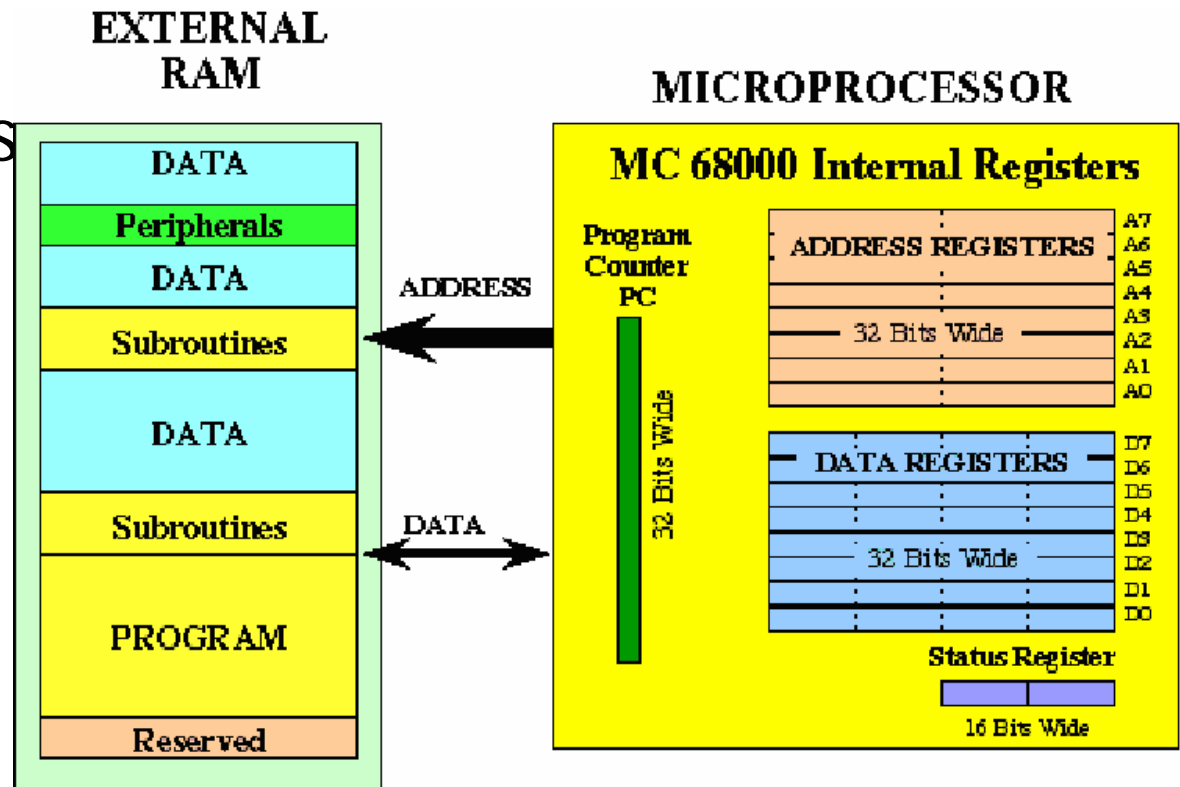 EXTERNAL
RAM
MICROPROCESSOR
S
DATA
Peripherals
DATA
Subroutines
DATA
Subroutines
PROGRAM
Reserved
ADDRESS
DATA
MC 68000 Internal Registers
Program
Counter
PC
32 Bits Wide
ADDRESS REGISTERS
32 Bits Wide
A7
A6
A5
A4
A3
A2
A1
A0
DATA REGISTERS
32 Bits Wide
D7
D6
D5
D4
D3
D2
D1
D0
Status Register
16 Bits Wide